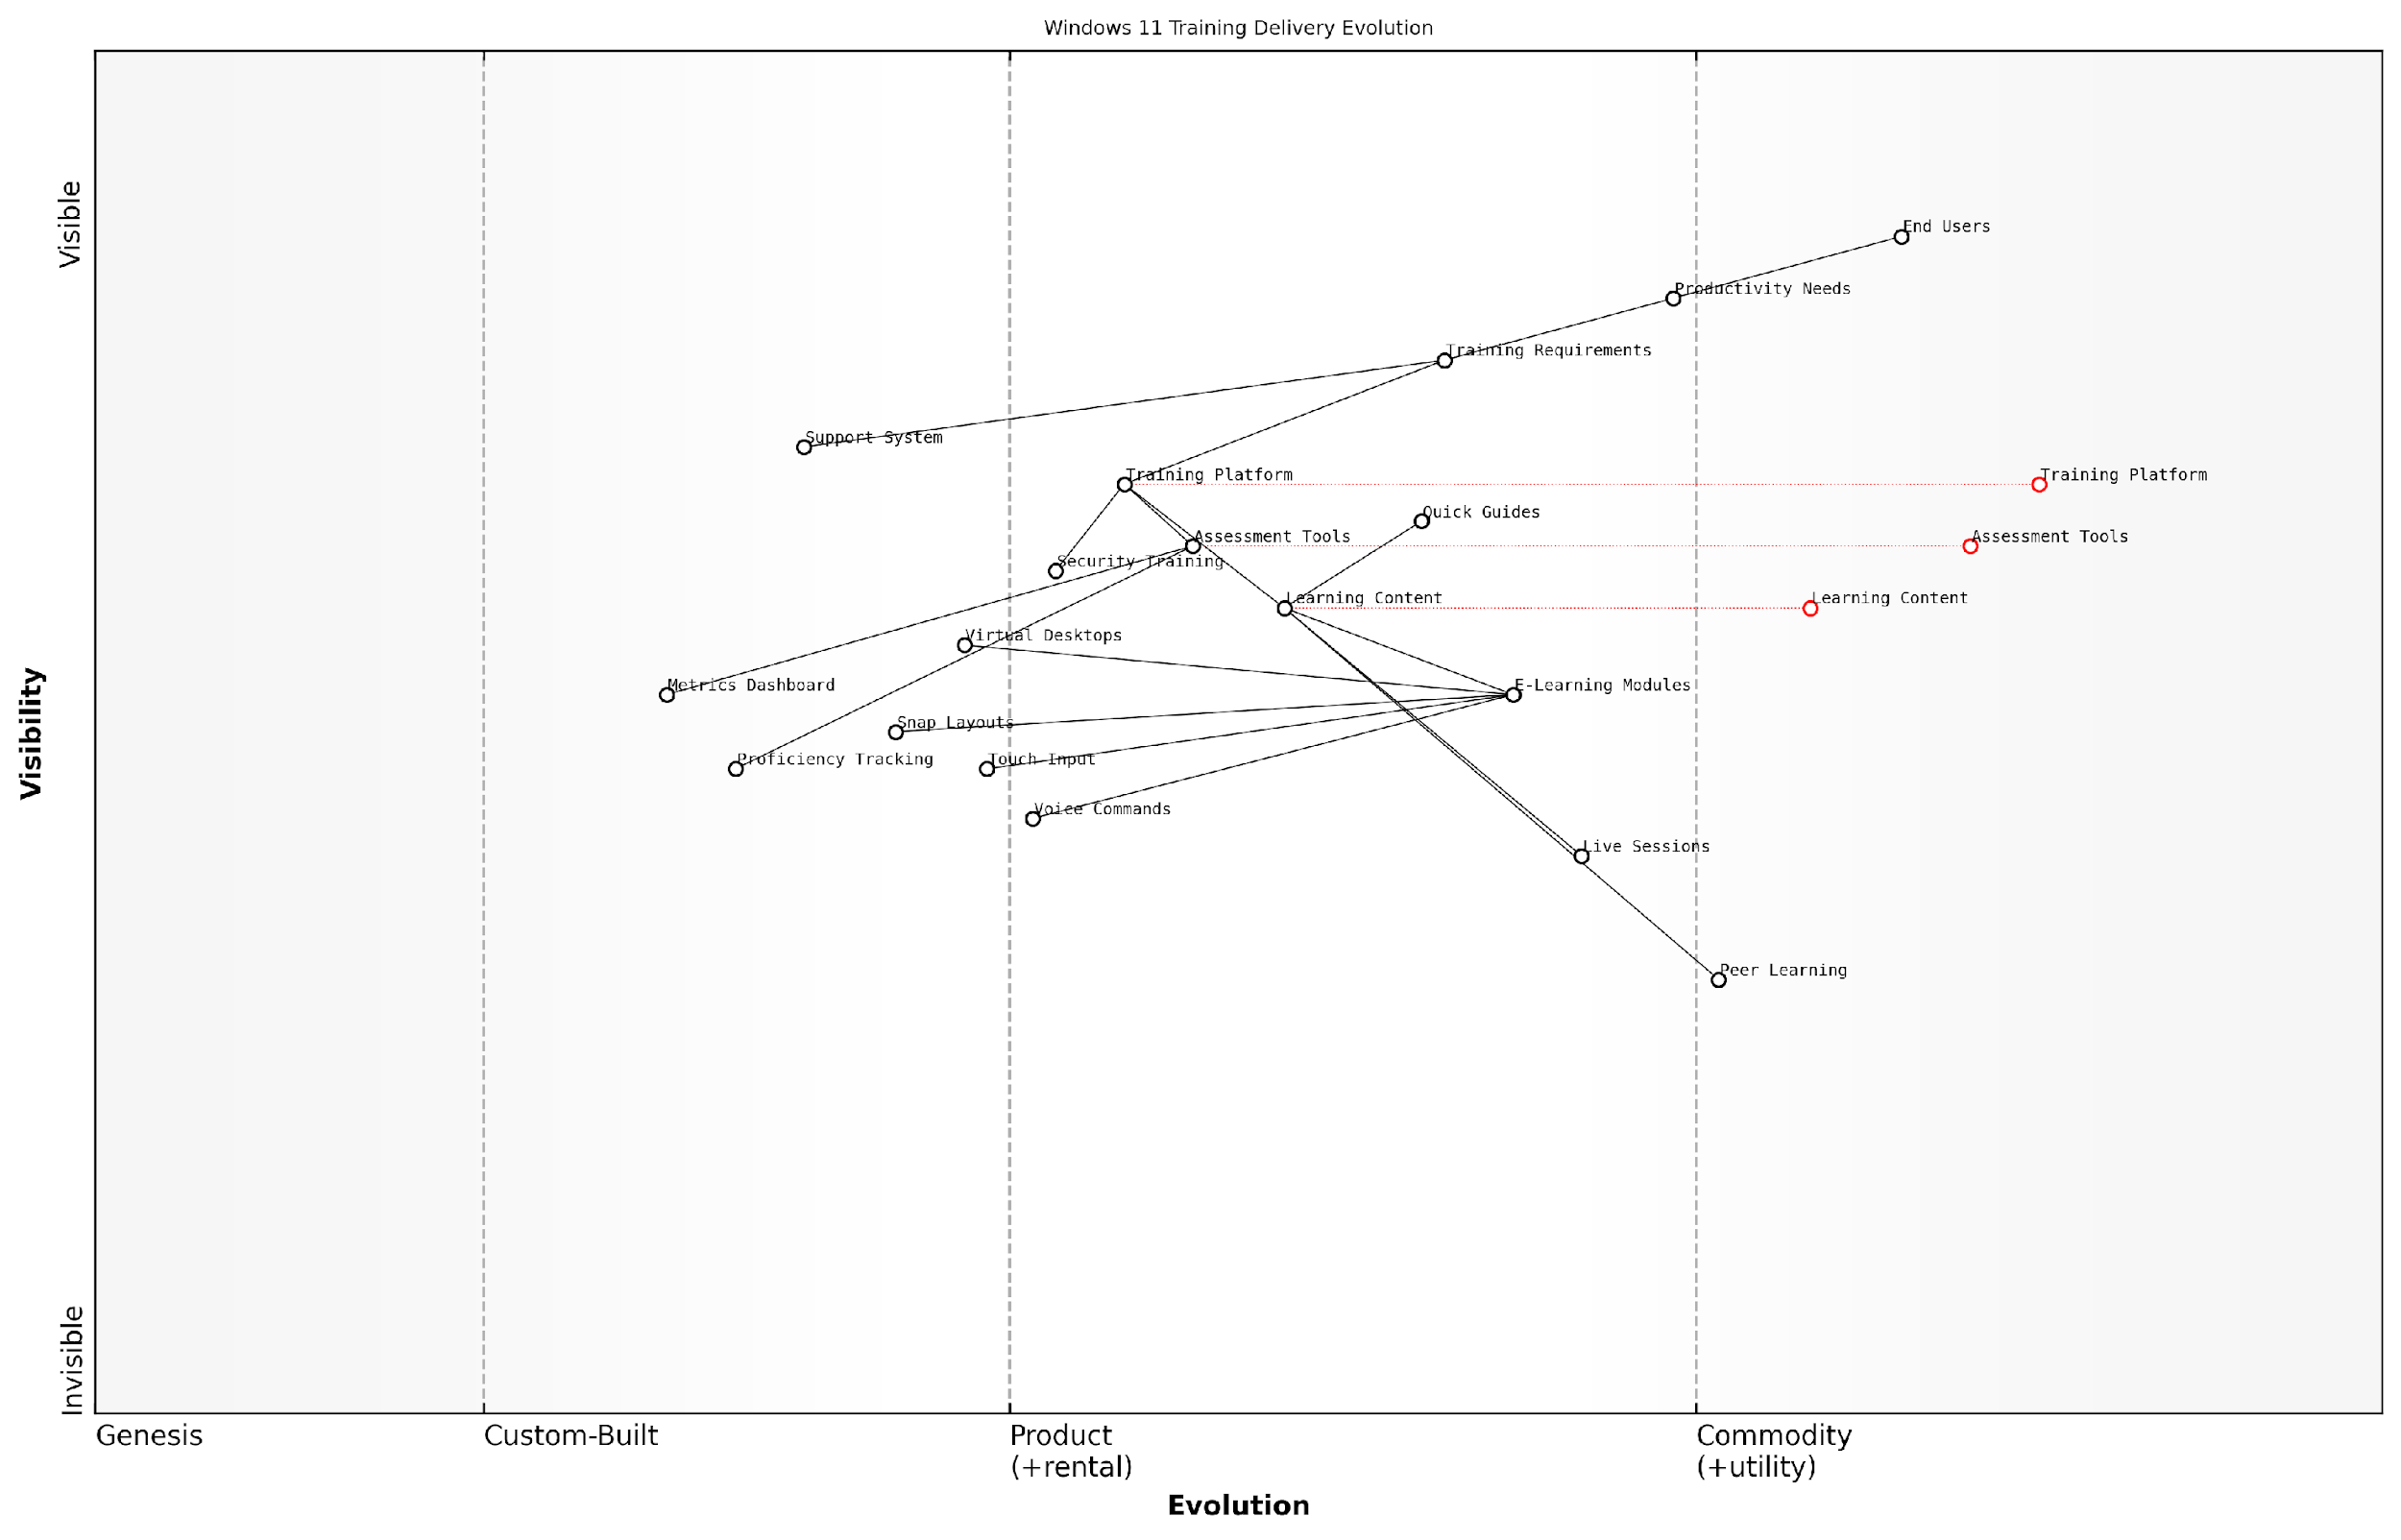 Windows 11 Training Delivery Evolution
Visible
End Users
Productivity Needs
Training Requirements
Support System
Training Platform
Training Platform
Quick Guides
Assessment Tools
Assessment Tools
Security Training
Learning Content
Learning Content
Virtual Desktops
Metrics Dashboard
E-Learning Modules
Snap Layouts
Proficiency Tracking
Touch Input
Voice Commands
Live Sessions
Peer Learning
Visibility
Invisible
Genesis
Custom-Built
Product
(+rental)
Commodity
(+utility)
Evolution